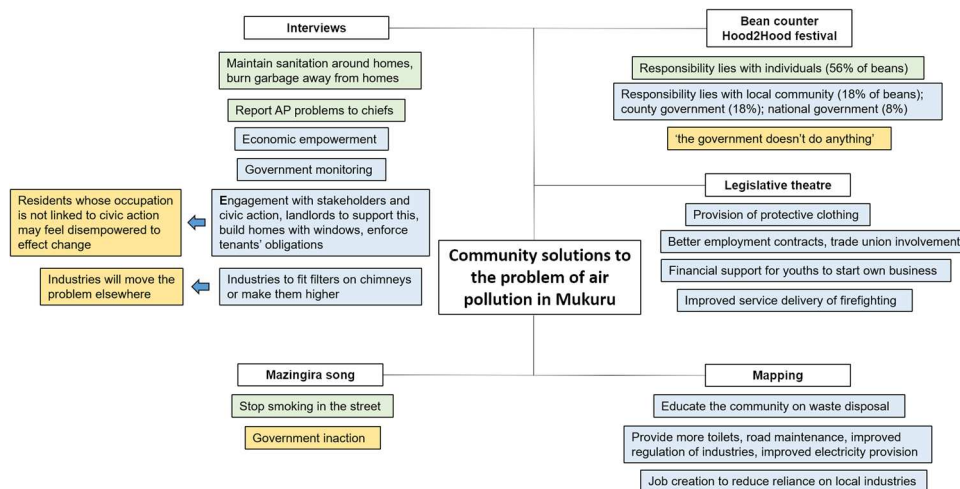 Interviews
Maintain sanitation around homes,
burn garbage away from homes
Report AP problems to chiefs
Economic empowerment
Government monitoring
Residents whose occupation
is not linked to civic action
may feel disempowered to
effect change
Engagement with stakeholders and
civic action, landlords to support this,
build homes with windows, enforce
tenants' obligations
Industries will move the
problem elsewhere
Industries to fit filters on chimneys
or make them higher
Community solutions to
the problem of air
pollution in Mukuru
Bean counter
Hood2Hood festival
Responsibility lies with individuals (56% of beans)
Responsibility lies with local community (18% of beans);
county government (18%); national government (8%)
'the government doesn't do anything'
Legislative theatre
Provision of protective clothing
Better employment contracts, trade union involvement
Financial support for youths to start own business
Improved service delivery of firefighting
Mazingira song
Stop smoking in the street
Government inaction
Mapping
Educate the community on waste disposal
Provide more toilets, road maintenance, improved
regulation of industries, improved electricity provision
Job creation to reduce reliance on local industries